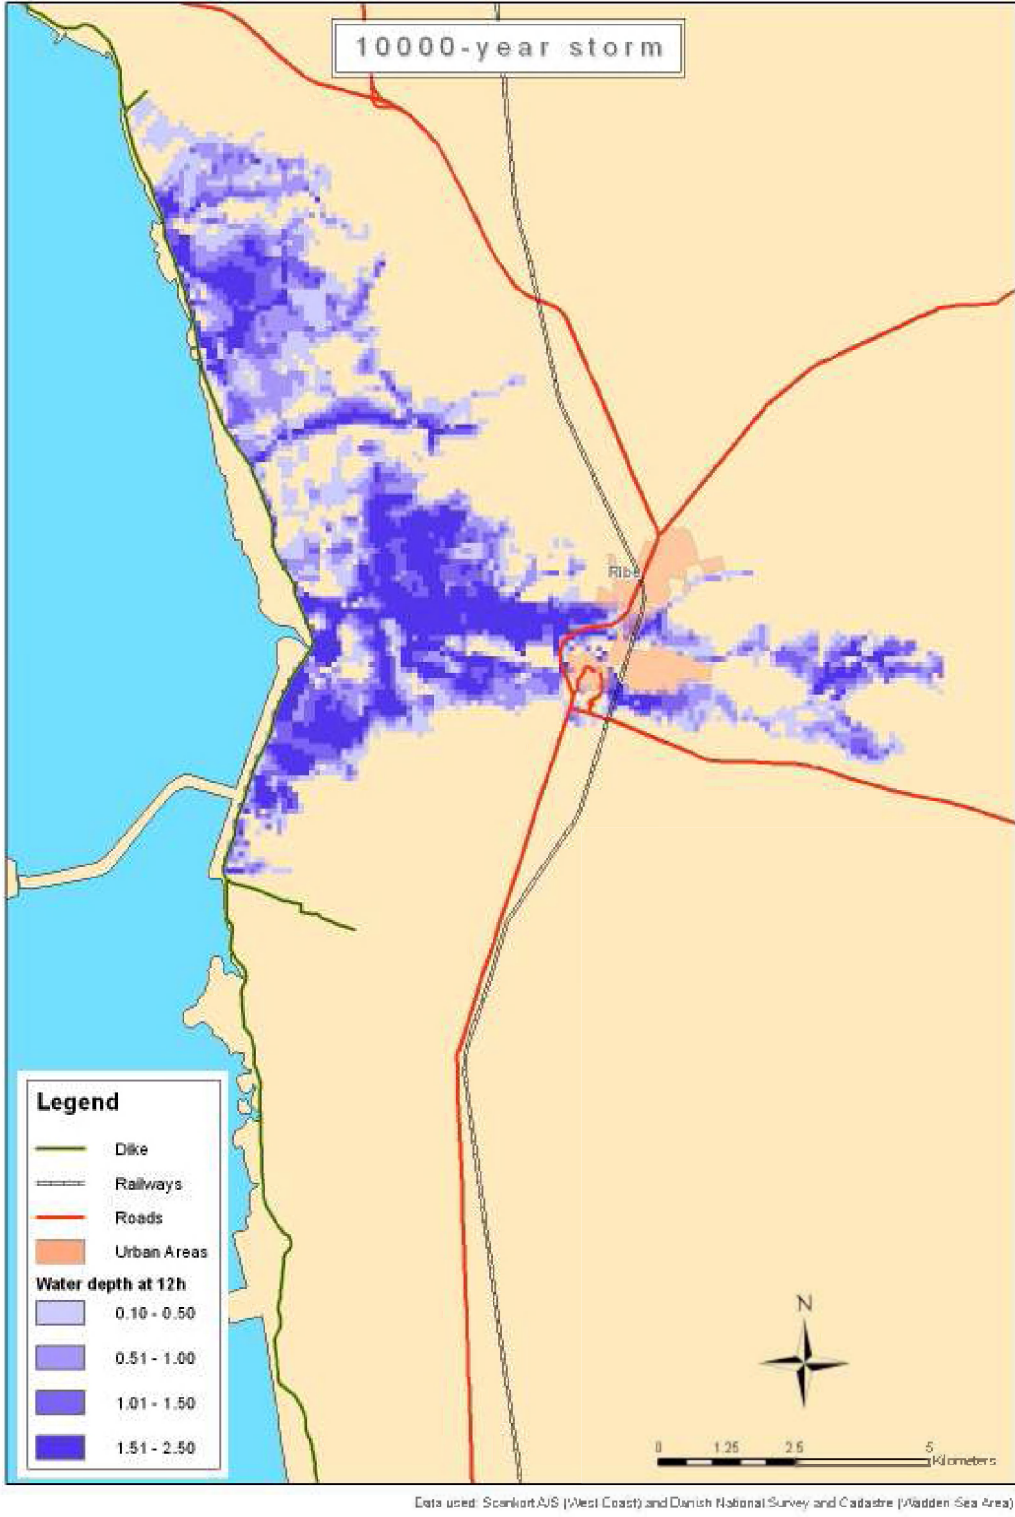 10000-year storm
Ribe
Legend
Dike
Railways
Roads
Urban Areas
Water depth at 12h
0.10 - 0.50
0.51 - 1.00
1.01 - 1.50
1.51 - 2.50
N
0 1.25 2.5 5
Kilometers
Data used: Scankort A/S (West Coast) and Danish National Survey and Cadastre (Wadden Sea Area)